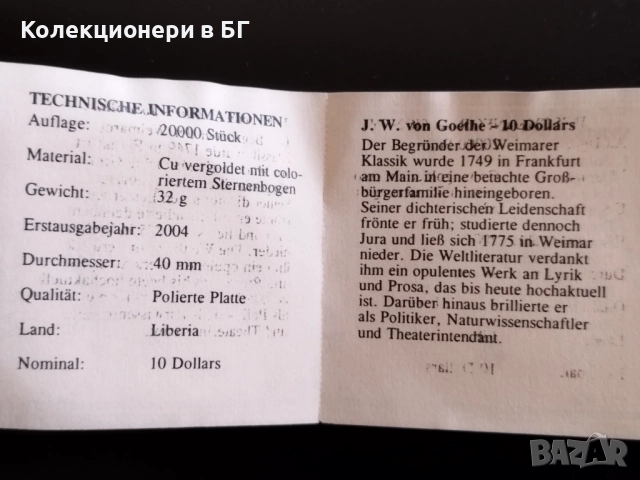 Колекционери в БГ
TECHNISCHE INFORMATIONEN
Auflage: 20000 Stück
Material: Cu vergoldet mit colo-
riertem Sternenbogen
Gewicht: 32 g
Erstausgabejahr: 2004
Durchmesser: 40 mm
Qualität: Polierte Platte
Land: Liberia
Nominal: 10 Dollars
J. W. von Goethe - 10 Dollars
Der Begründer der Weimarer
Klassik wurde 1749 in Frankfurt
am Main in eine betuchte Groß-
bürgerfamilie hineingeboren.
Seiner dichterischen Leidenschaft
frönte er früh; studierte dennoch
Jura und ließ sich 1775 in Weimar
nieder. Die Weltliteratur verdankt
ihm ein opulentes Werk an Lyrik
und Prosa, das bis heute hochaktuell
ist. Darüber hinaus brillierte er
als Politiker, Naturwissenschaftler
und Theaterintendant.
BAZAR